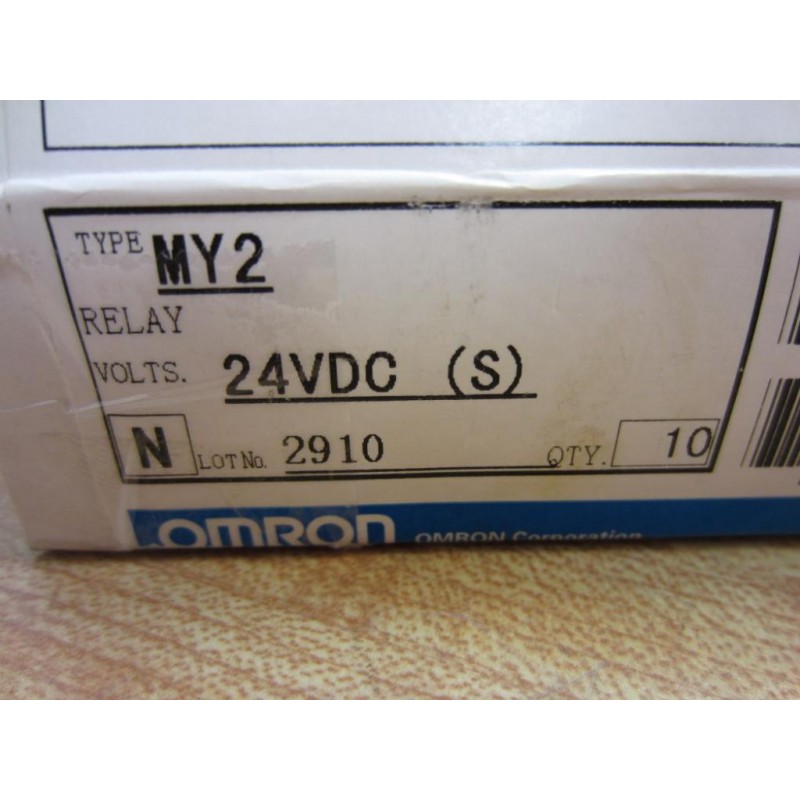 TYPE MY2
RELAY
VOLTS. 24VDC (S)
N LOT No. 2910 QTY. 10
OMRON OMRON Corporation